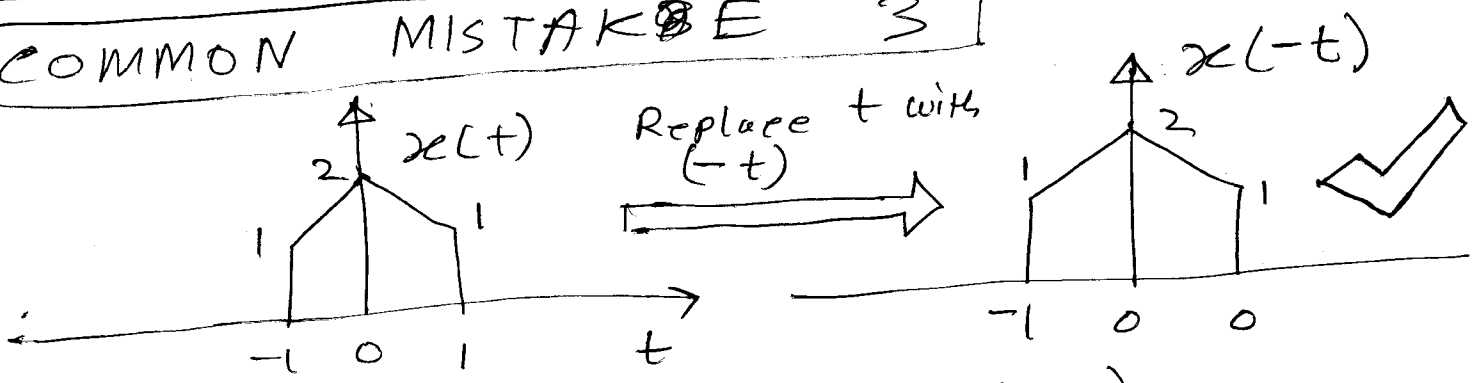 COMMON MISTAKE 3
x(t)
2
1
1
-1 0 1
t
Replace t with
(-t)
x(-t)
2
1
1
-1 0 0